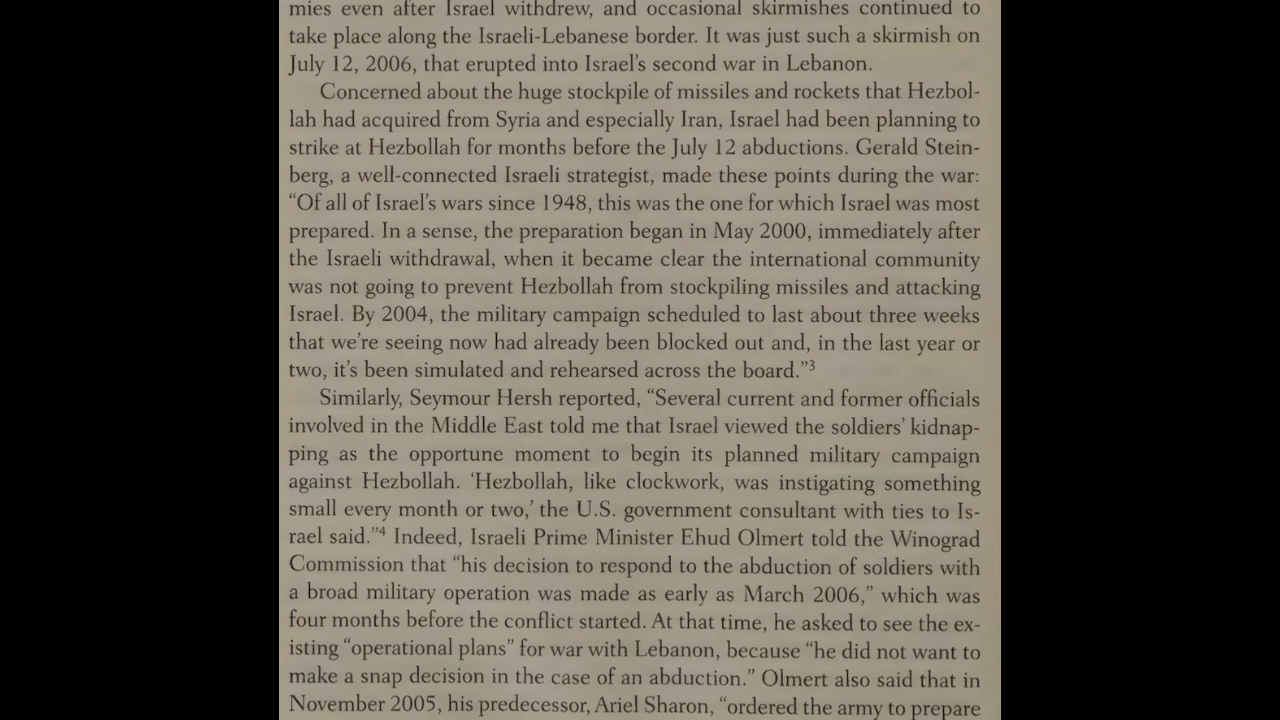 mies even after Israel withdrew, and occasional skirmishes continued to
take place along the Israeli-Lebanese border. It was just such a skirmish on
July 12, 2006, that erupted into Israel's second war in Lebanon.
Concerned about the huge stockpile of missiles and rockets that Hezbol-
lah had acquired from Syria and especially Iran, Israel had been planning to
strike at Hezbollah for months before the July 12 abductions. Gerald Stein-
berg, a well-connected Israeli strategist, made these points during the war:
“Of all of Israel's wars since 1948, this was the one for which Israel was most
prepared. In a sense, the preparation began in May 2000, immediately after
the Israeli withdrawal, when it became clear the international community
was not going to prevent Hezbollah from stockpiling missiles and attacking
Israel. By 2004, the military campaign scheduled to last about three weeks
that we're seeing now had already been blocked out and, in the last year or
two, it's been simulated and rehearsed across the board.”3
Similarly, Seymour Hersh reported, “Several current and former officials
involved in the Middle East told me that Israel viewed the soldiers' kidnap-
ping as the opportune moment to begin its planned military campaign
against Hezbollah. ‘Hezbollah, like clockwork, was instigating something
small every month or two,’ the U.S. government consultant with ties to Is-
rael said.”4 Indeed, Israeli Prime Minister Ehud Olmert told the Winograd
Commission that “his decision to respond to the abduction of soldiers with
a broad military operation was made as early as March 2006,” which was
four months before the conflict started. At that time, he asked to see the ex-
isting “operational plans” for war with Lebanon, because “he did not want to
make a snap decision in the case of an abduction.” Olmert also said that in
November 2005, his predecessor, Ariel Sharon, “ordered the army to prepare